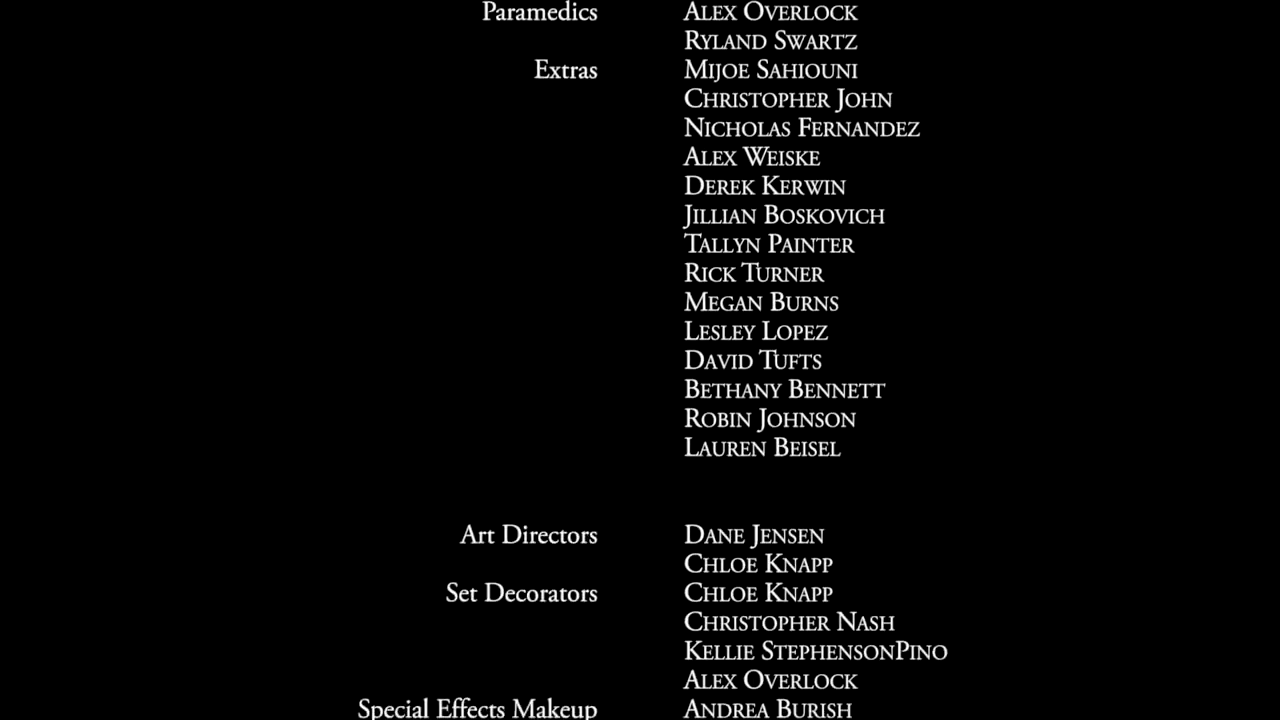 Paramedics ALEX OVERLOCK
RYLAND SWARTZ
Extras MIJOE SAHIOUNI
CHRISTOPHER JOHN
NICHOLAS FERNANDEZ
ALEX WEISKE
DEREK KERWIN
JILLIAN BOSKOVICH
TALLYN PAINTER
RICK TURNER
MEGAN BURNS
LESLEY LOPEZ
DAVID TUFTS
BETHANY BENNETT
ROBIN JOHNSON
LAUREN BEISEL
Art Directors DANE JENSEN
CHLOE KNAPP
Set Decorators CHLOE KNAPP
CHRISTOPHER NASH
KELLIE STEPHENSONPINO
ALEX OVERLOCK
Special Effects Makeup ANDREA BURISH